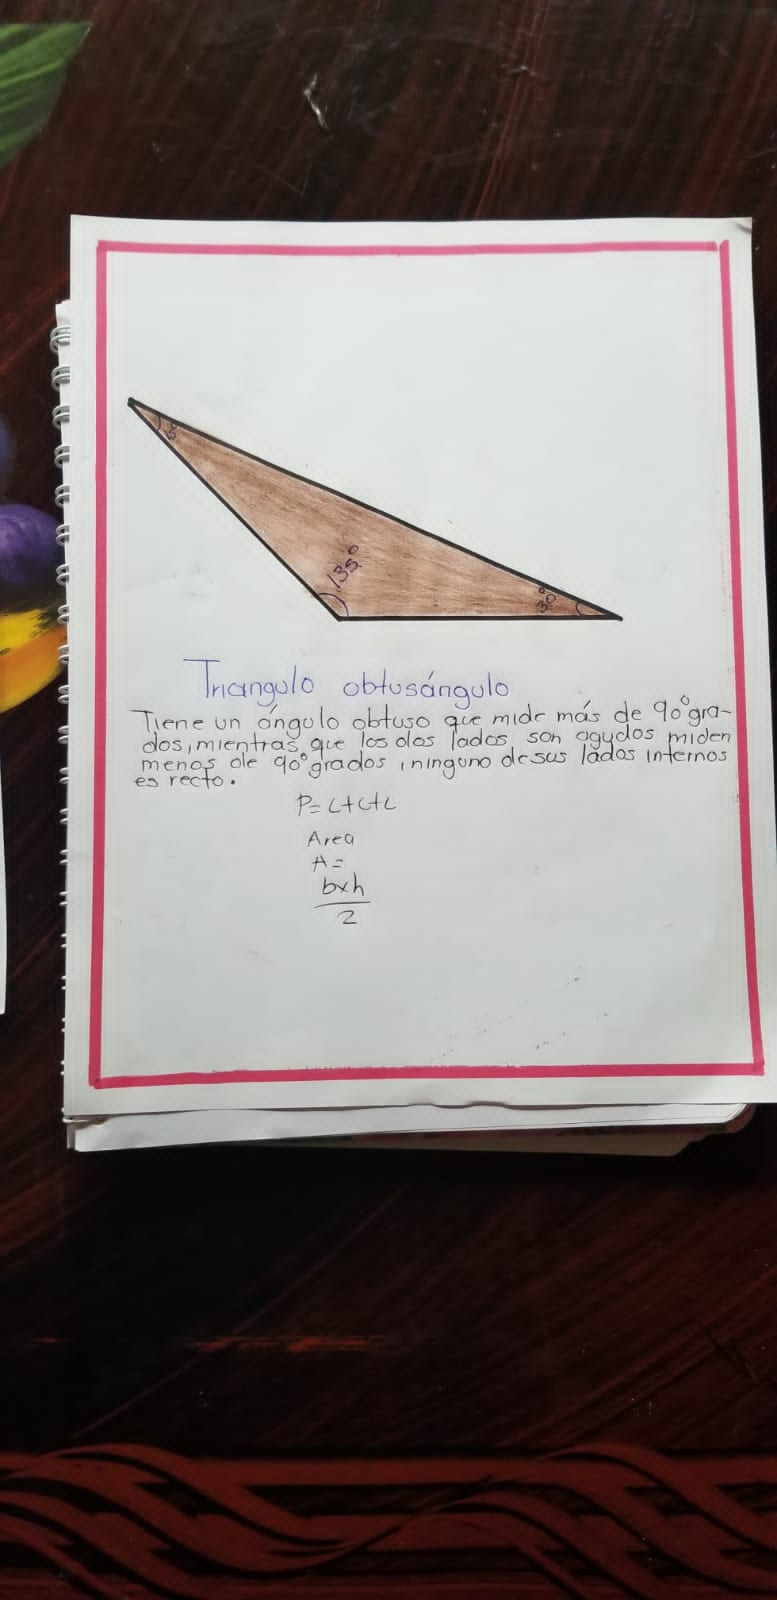 135°
30°
Triangulo obtusángulo
Tiene un ángulo obtuso que mide más de 90° gra-
dos, mientras que los dos lados son agudos miden
menos de 90° grados, ninguno de sus lados internos
es recto.
P= L+L+L
Area
A=
bxh
2